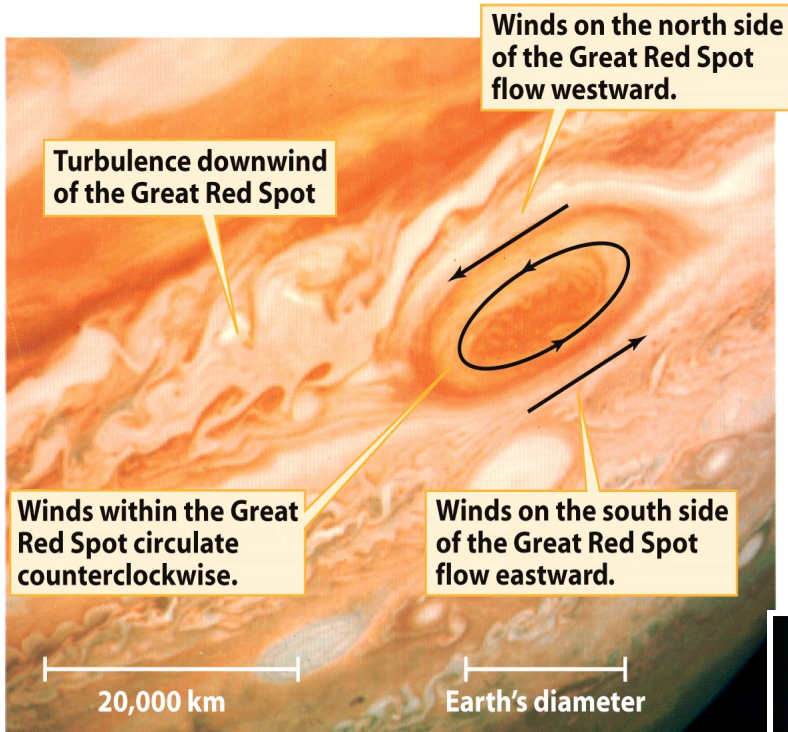 Winds on the north side
of the Great Red Spot
flow westward.
Turbulence downwind
of the Great Red Spot
Winds within the Great
Red Spot circulate
counterclockwise.
Winds on the south side
of the Great Red Spot
flow eastward.
20,000 km
Earth's diameter